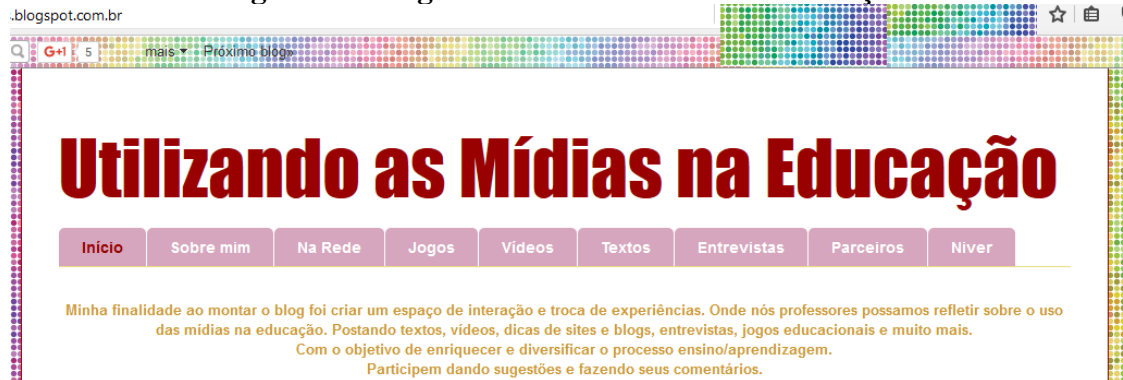 .blogspot.com.br
G+1 5 mais Próximo blog»
Utilizando as Mídias na Educação
Início Sobre mim Na Rede Jogos Vídeos Textos Entrevistas Parceiros Niver
Minha finalidade ao montar o blog foi criar um espaço de interação e troca de experiências. Onde nós professores possamos refletir sobre o uso
das mídias na educação. Postando textos, vídeos, dicas de sites e blogs, entrevistas, jogos educacionais e muito mais.
Com o objetivo de enriquecer e diversificar o processo ensino/aprendizagem.
Participem dando sugestões e fazendo seus comentários.